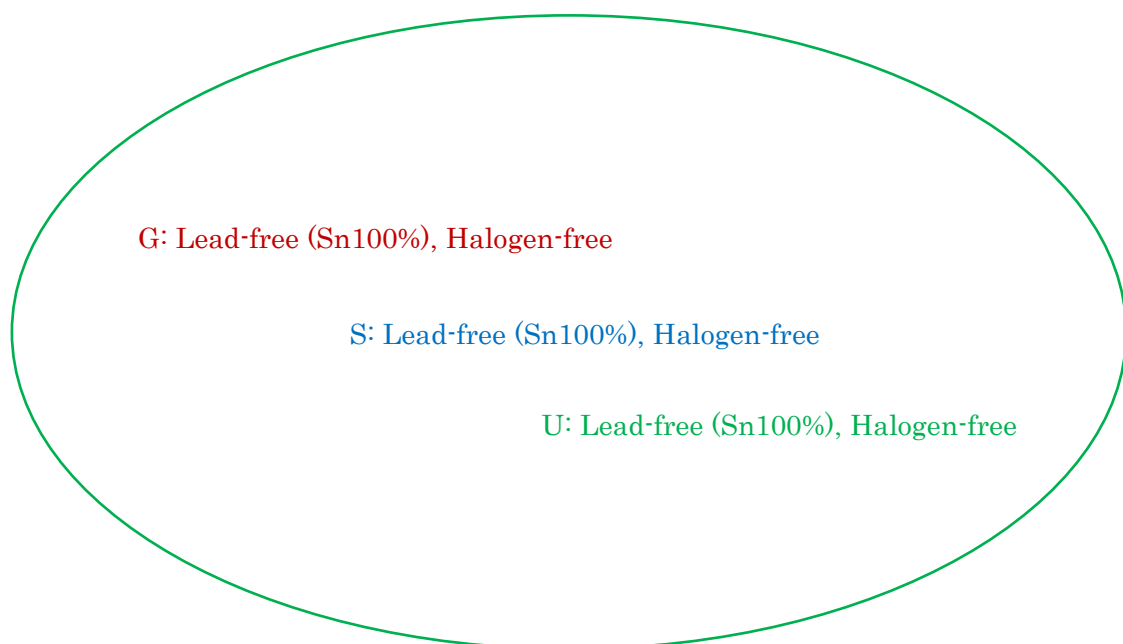 G: Lead-free (Sn100%), Halogen-free
S: Lead-free (Sn100%), Halogen-free
U: Lead-free (Sn100%), Halogen-free